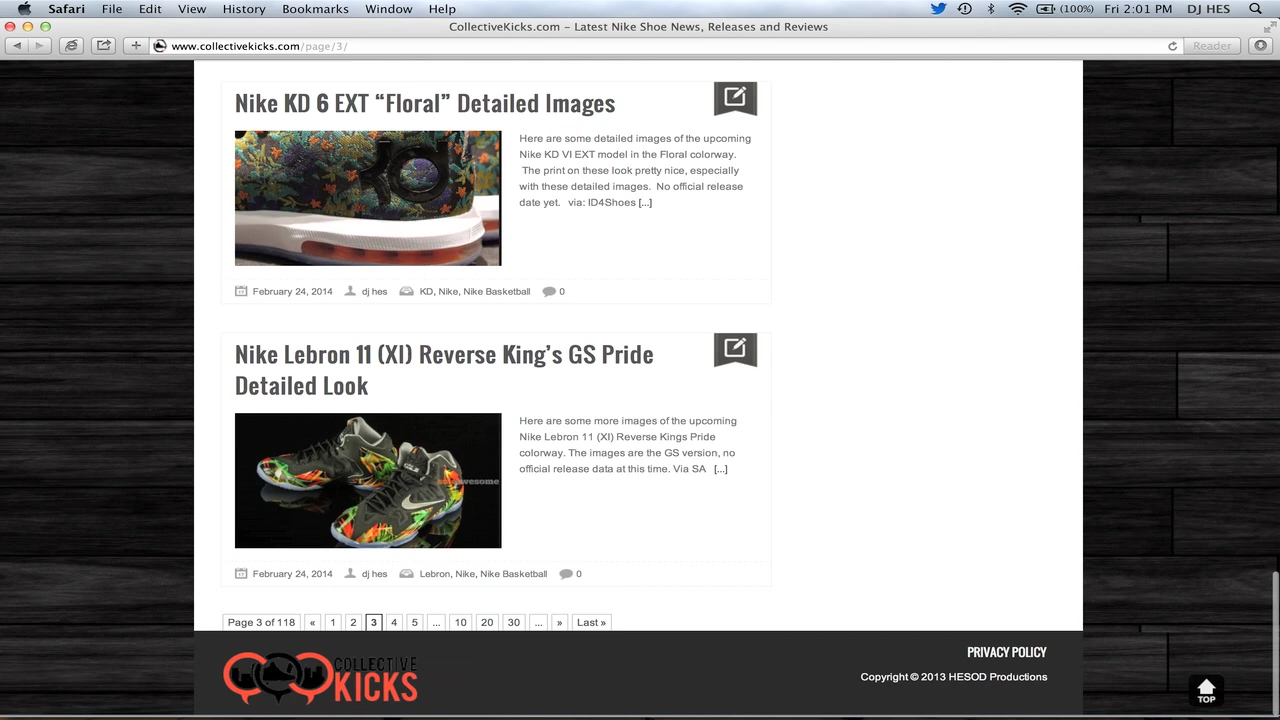 Safari File Edit View History Bookmarks Window Help (100%) Fri 2:01 PM DJ HES
CollectiveKicks.com – Latest Nike Shoe News, Releases and Reviews
www.collectivekicks.com/page/3/ Reader
Nike KD 6 EXT “Floral” Detailed Images
Here are some detailed images of the upcoming
Nike KD VI EXT model in the Floral colorway.
The print on these look pretty nice, especially
with these detailed images. No official release
date yet. via: ID4Shoes [...]
February 24, 2014 dj hes KD, Nike, Nike Basketball 0
Nike Lebron 11 (XI) Reverse King’s GS Pride
Detailed Look
Here are some more images of the upcoming
Nike Lebron 11 (XI) Reverse Kings Pride
colorway. The images are the GS version, no
official release data at this time. Via SA [...]
February 24, 2014 dj hes Lebron, Nike, Nike Basketball 0
Page 3 of 118 « 1 2 3 4 5 ... 10 20 30 ... » Last »
COLLECTIVE
KICKS
PRIVACY POLICY
Copyright © 2013 HESOD Productions
TOP